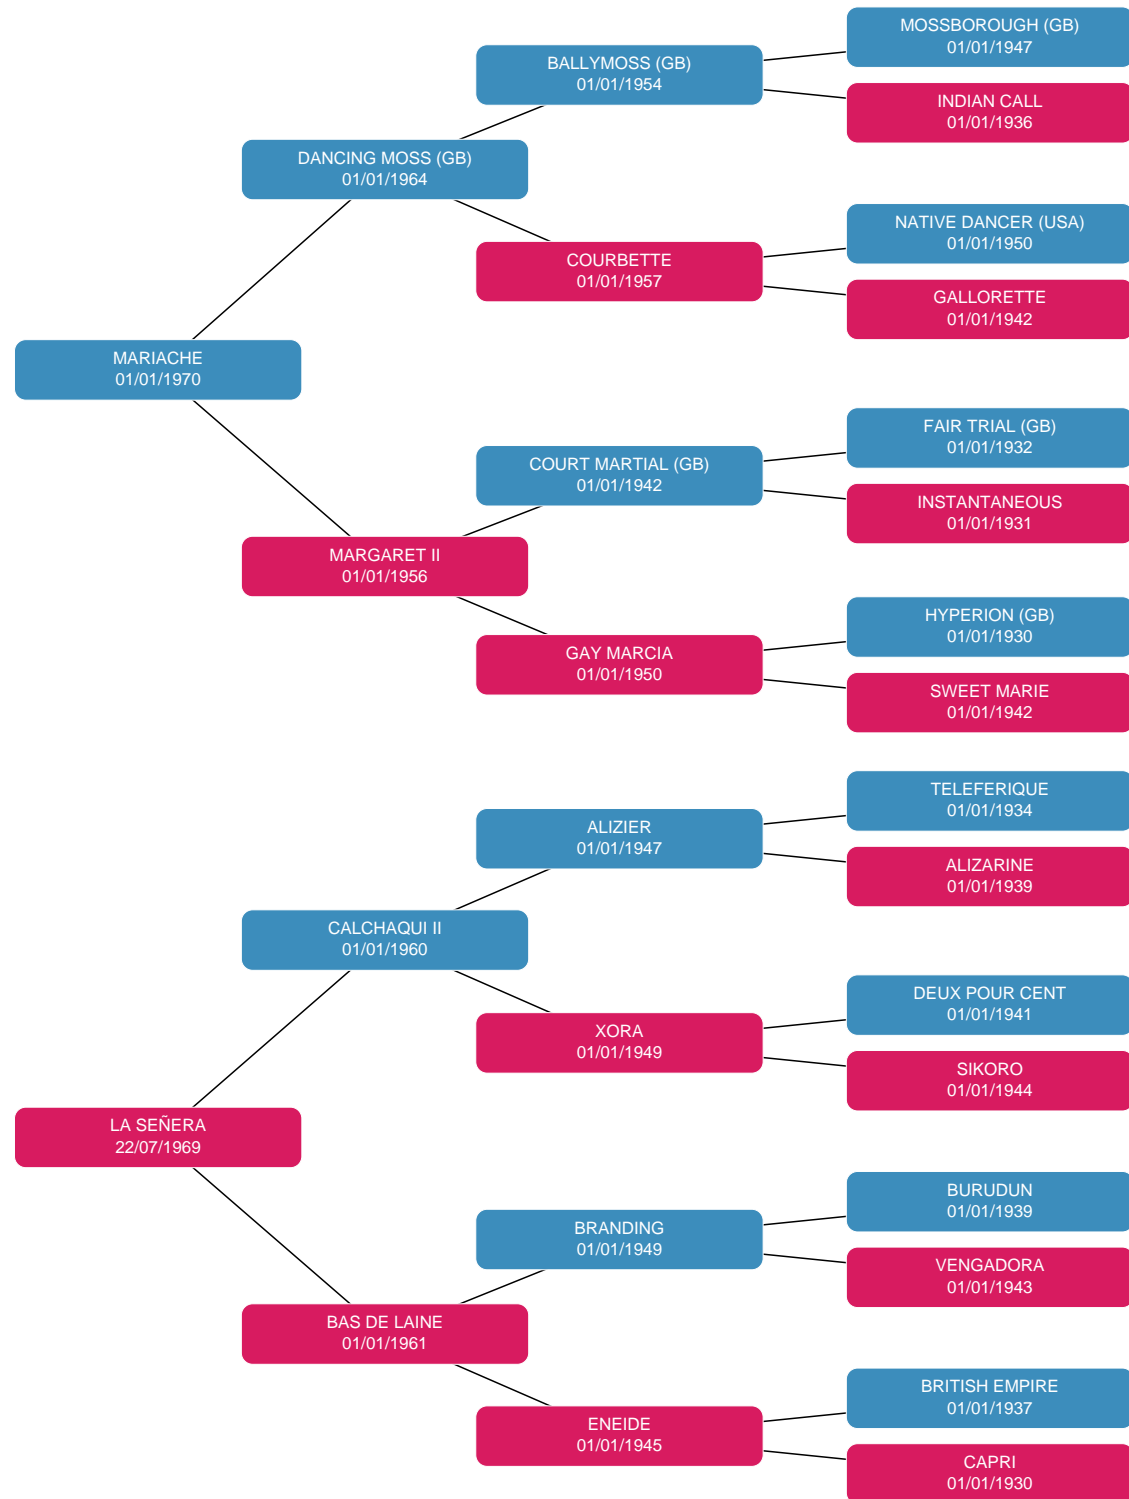 MOSSBOROUGH (GB)
01/01/1947
BALLYMOSS (GB)
01/01/1954
INDIAN CALL
01/01/1936
DANCING MOSS (GB)
01/01/1964
NATIVE DANCER (USA)
01/01/1950
COURBETTE
01/01/1957
GALLORETTE
01/01/1942
MARIACHE
01/01/1970
FAIR TRIAL (GB)
01/01/1932
COURT MARTIAL (GB)
01/01/1942
INSTANTANEOUS
01/01/1931
MARGARET II
01/01/1956
HYPERION (GB)
01/01/1930
GAY MARCIA
01/01/1950
SWEET MARIE
01/01/1942
TELEFERIQUE
01/01/1934
ALIZIER
01/01/1947
ALIZARINE
01/01/1939
CALCHAQUI II
01/01/1960
DEUX POUR CENT
01/01/1941
XORA
01/01/1949
SIKORO
01/01/1944
LA SEÑERA
22/07/1969
BURUDUN
01/01/1939
BRANDING
01/01/1949
VENGADORA
01/01/1943
BAS DE LAINE
01/01/1961
BRITISH EMPIRE
01/01/1937
ENEIDE
01/01/1945
CAPRI
01/01/1930